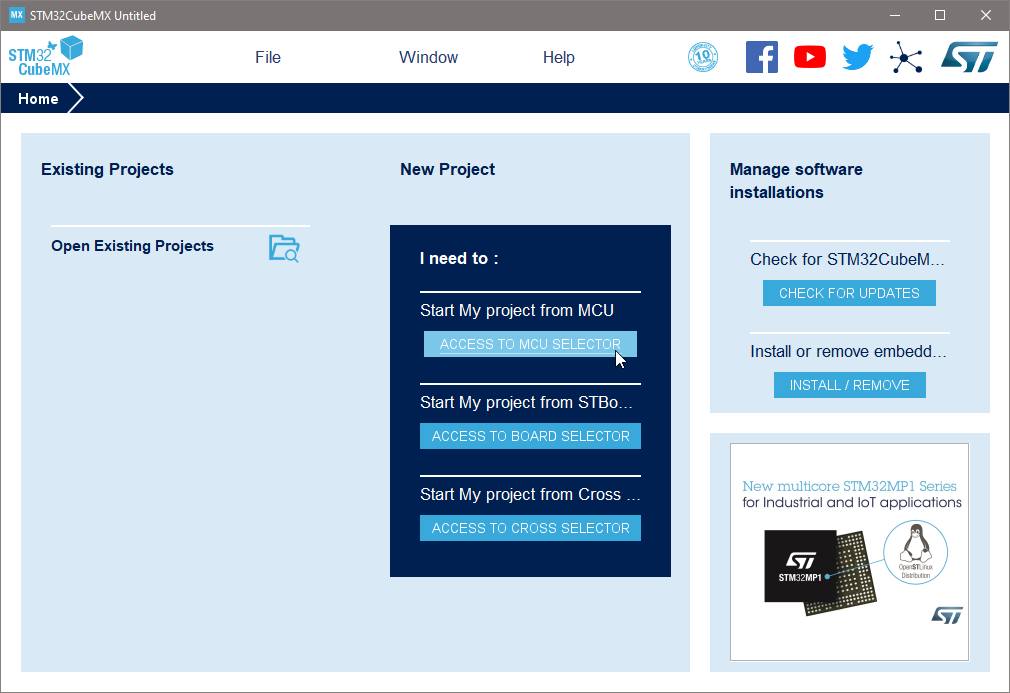 MX STM32CubeMX Untitled
STM32
CubeMX
File
Window
Help
10
ST
Home
Existing Projects
Open Existing Projects
New Project
I need to :
Start My project from MCU
ACCESS TO MCU SELECTOR
Start My project from STBo...
ACCESS TO BOARD SELECTOR
Start My project from Cross ...
ACCESS TO CROSS SELECTOR
Manage software
installations
Check for STM32CubeM...
CHECK FOR UPDATES
Install or remove embedd...
INSTALL / REMOVE
New multicore STM32MP1 Series
for Industrial and IoT applications
ST
STM32MP1
OpenSTLinux
Distribution
ST